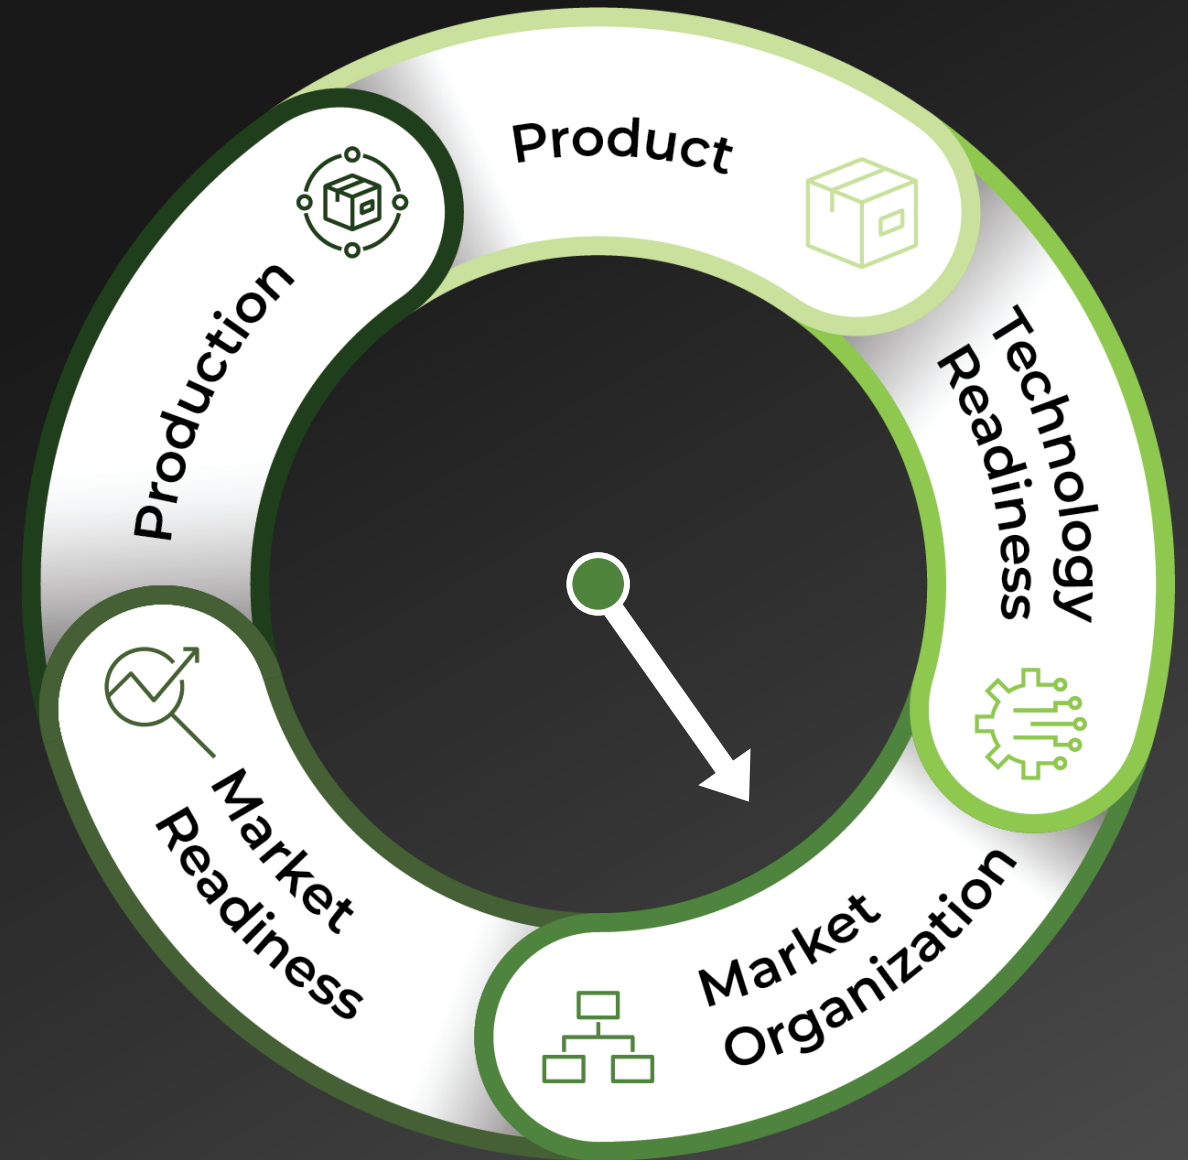 Product
Technology
Readiness
Market
Organization
Market
Readiness
Production